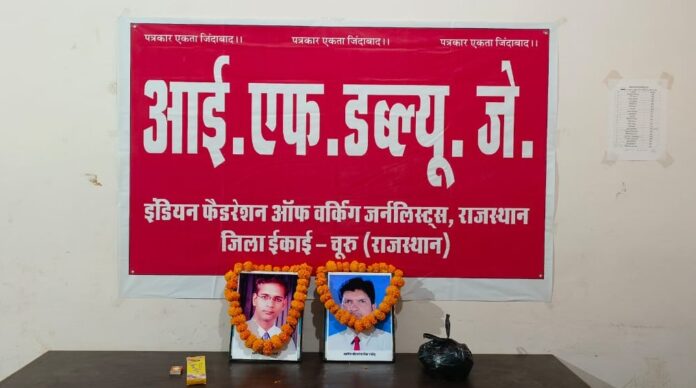 पत्रकार एकता जिंदाबाद।। पत्रकार एकता जिंदाबाद।। पत्रकार एकता जिंदाबाद।।
आई.एफ.डब्ल्यू. जे.
इंडियन फैडरेशन ऑफ वर्किग जर्नलिस्ट्स, राजस्थान
जिला ईकाई – चूरू (राजस्थान)